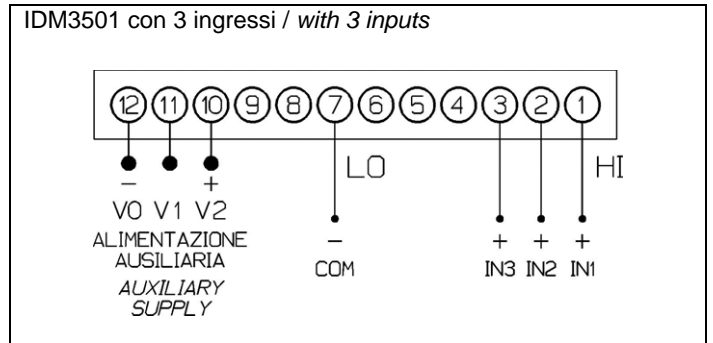 IDM3501 con 3 ingressi / with 3 inputs
12 11 10 9 8 7 6 5 4 3 2 1
LO HI
− +
V0 V1 V2
ALIMENTAZIONE
AUSILIARIA
AUXILIARY
SUPPLY
−
COM
+ + +
IN3 IN2 IN1